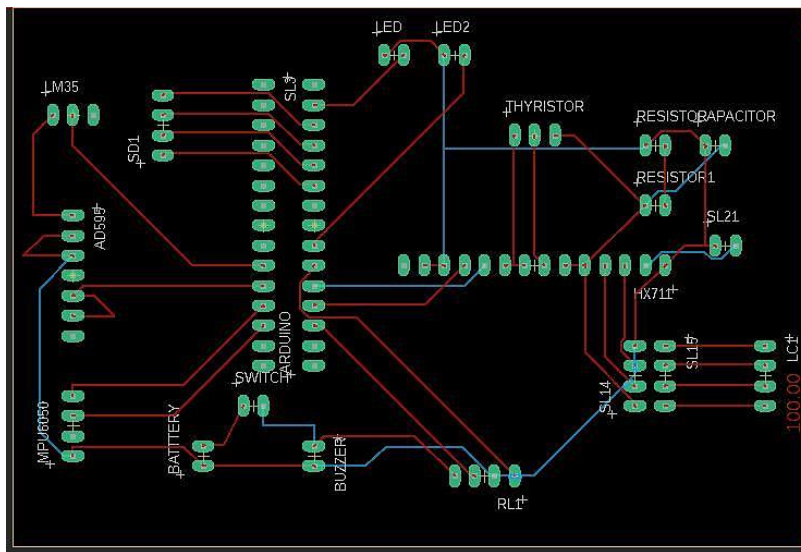 LED
LED2
LM35
SL3
SD1
THYRISTOR
RESISTOR
CAPACITOR
RESISTOR1
AD595
SL21
HX711
ARDUINO
SL15
LC1
SWITCH
SL14
100.00
MPU6050
BATTTERY
BUZZER
RL1